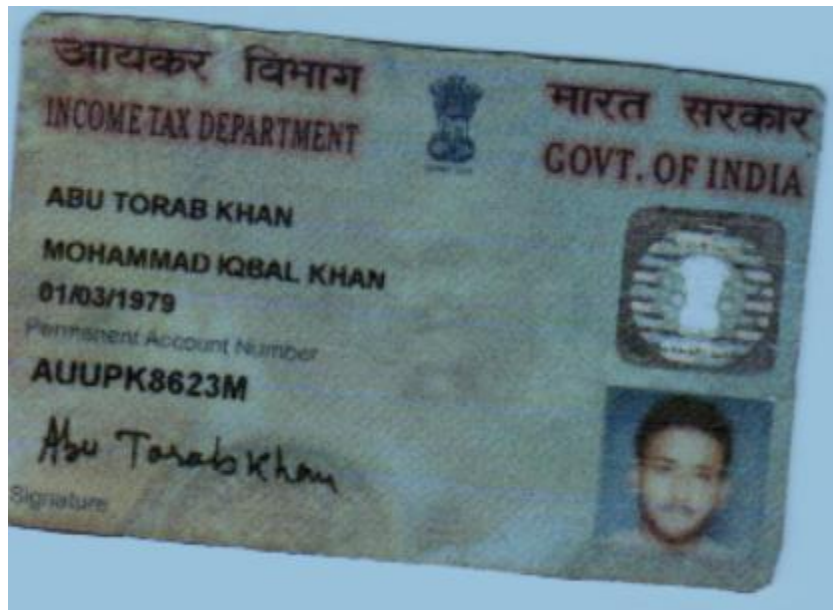 आयकर विभाग
INCOME TAX DEPARTMENT
भारत सरकार
GOVT. OF INDIA
ABU TORAB KHAN
MOHAMMAD IQBAL KHAN
01/03/1979
Permanent Account Number
AUUPK8623M
Abu Torab Khan
Signature